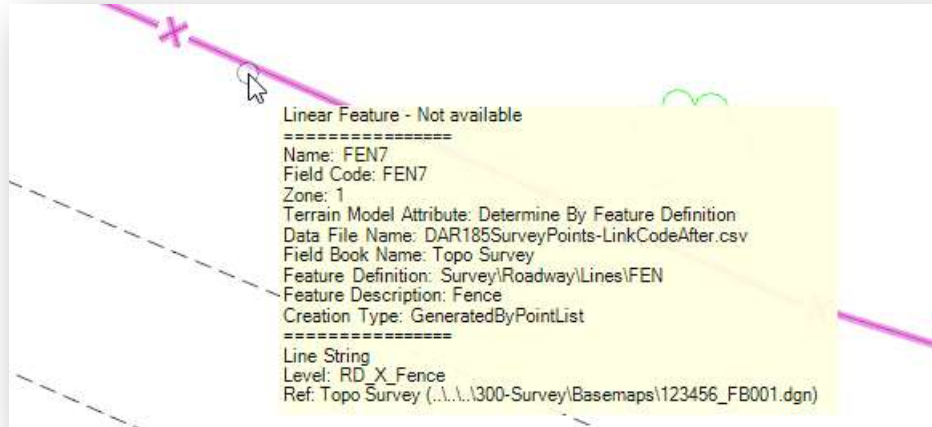 Linear Feature - Not available
=================
Name: FEN7
Field Code: FEN7
Zone: 1
Terrain Model Attribute: Determine By Feature Definition
Data File Name: DAR185SurveyPoints-LinkCodeAfter.csv
Field Book Name: Topo Survey
Feature Definition: Survey\Roadway\Lines\FEN
Feature Description: Fence
Creation Type: GeneratedByPointList
=================
Line String
Level: RD_X_Fence
Ref: Topo Survey (..\..\..\300-Survey\Basemaps\123456_FB001.dgn)